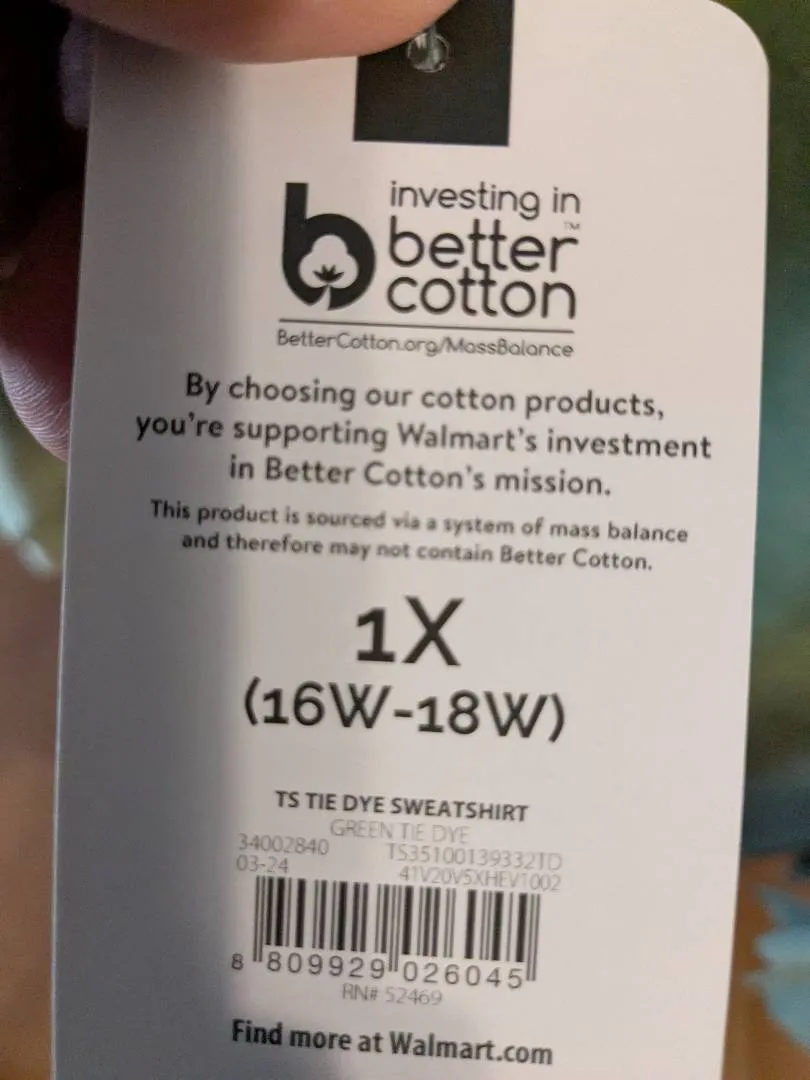 investing in
better™
cotton
BetterCotton.org/MassBalance
By choosing our cotton products,
you're supporting Walmart's investment
in Better Cotton's mission.
This product is sourced via a system of mass balance
and therefore may not contain Better Cotton.
1X
(16W-18W)
TS TIE DYE SWEATSHIRT
GREEN TIE DYE
34002840 TS35100139332TD
03-24 41V20V5XHEV1002
8 809929 026045
RN# 52469
Find more at Walmart.com